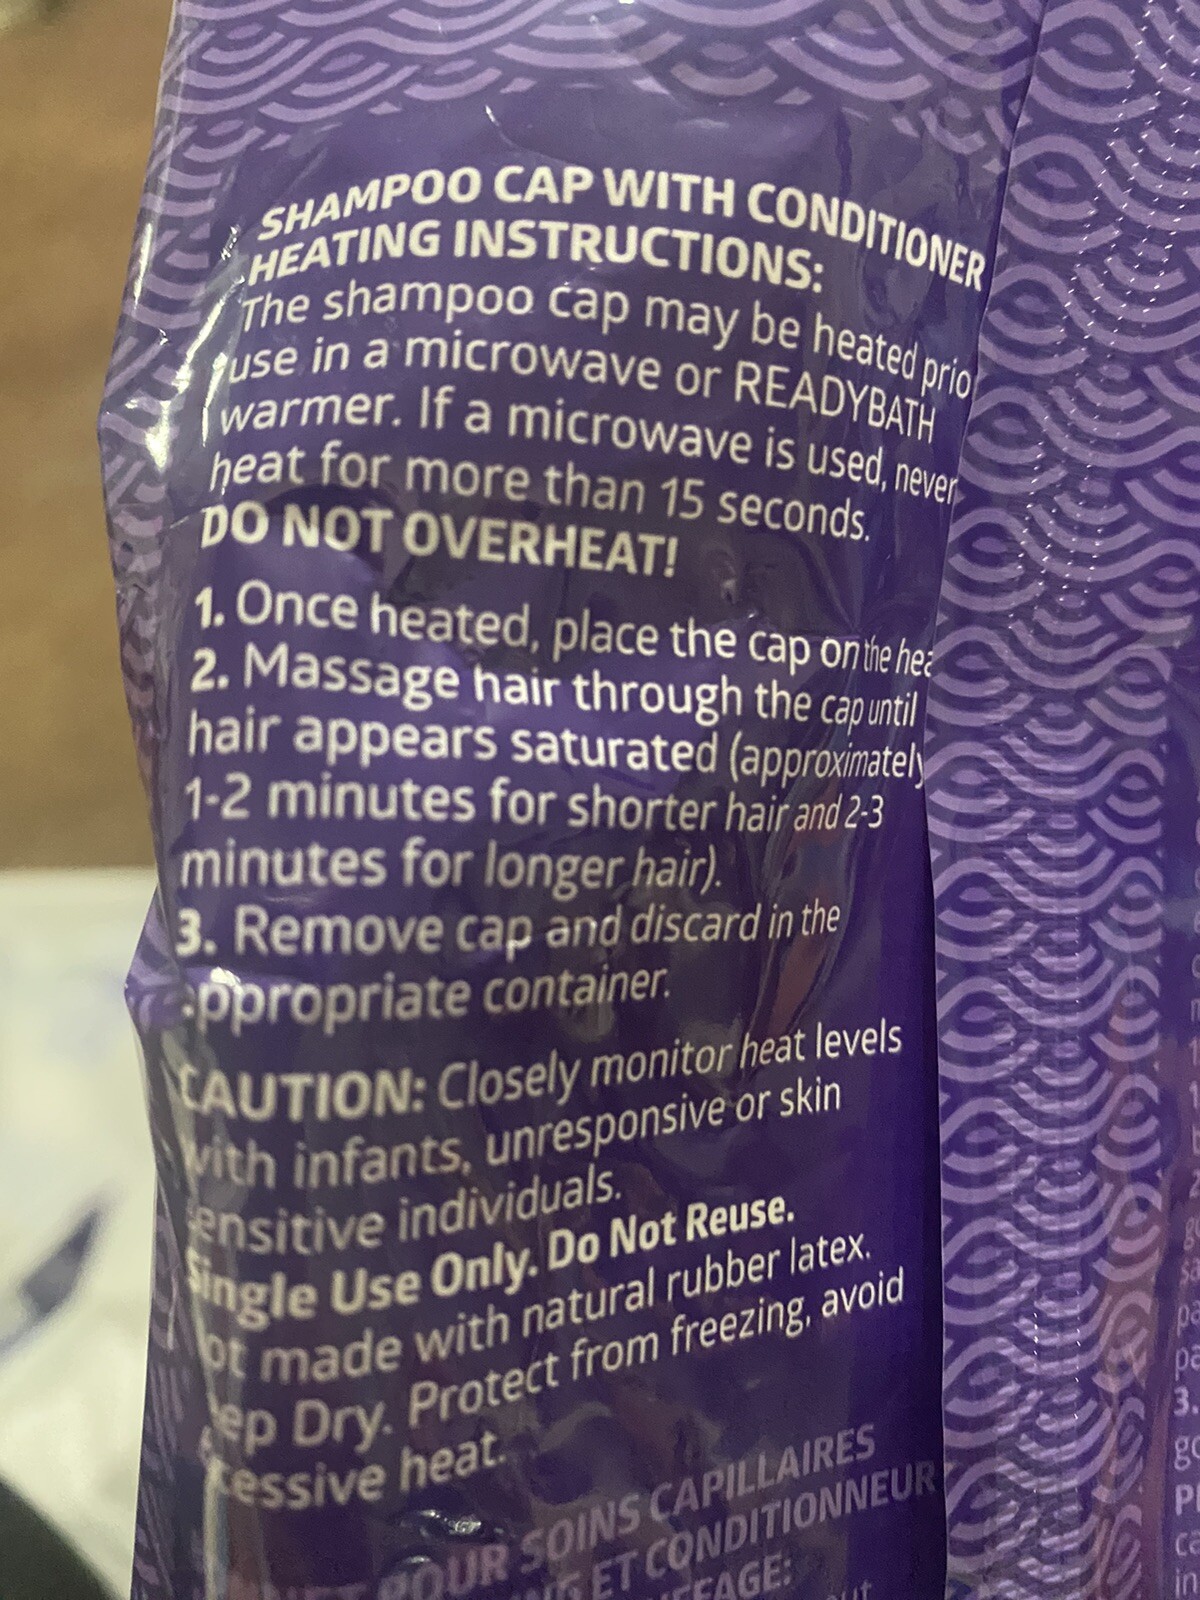 SHAMPOO CAP WITH CONDITIONER
HEATING INSTRUCTIONS:
The shampoo cap may be heated prio
use in a microwave or READYBATH
warmer. If a microwave is used, never
heat for more than 15 seconds.
DO NOT OVERHEAT!
1. Once heated, place the cap on the hea
2. Massage hair through the cap until
hair appears saturated (approximately
1-2 minutes for shorter hair and 2-3
minutes for longer hair).
3. Remove cap and discard in the
appropriate container.
CAUTION: Closely monitor heat levels
with infants, unresponsive or skin
sensitive individuals.
Single Use Only. Do Not Reuse.
ot made with natural rubber latex.
eep Dry. Protect from freezing, avoid
cessive heat.
POUR SOINS CAPILLAIRES
ET CONDITIONNEUR
3.